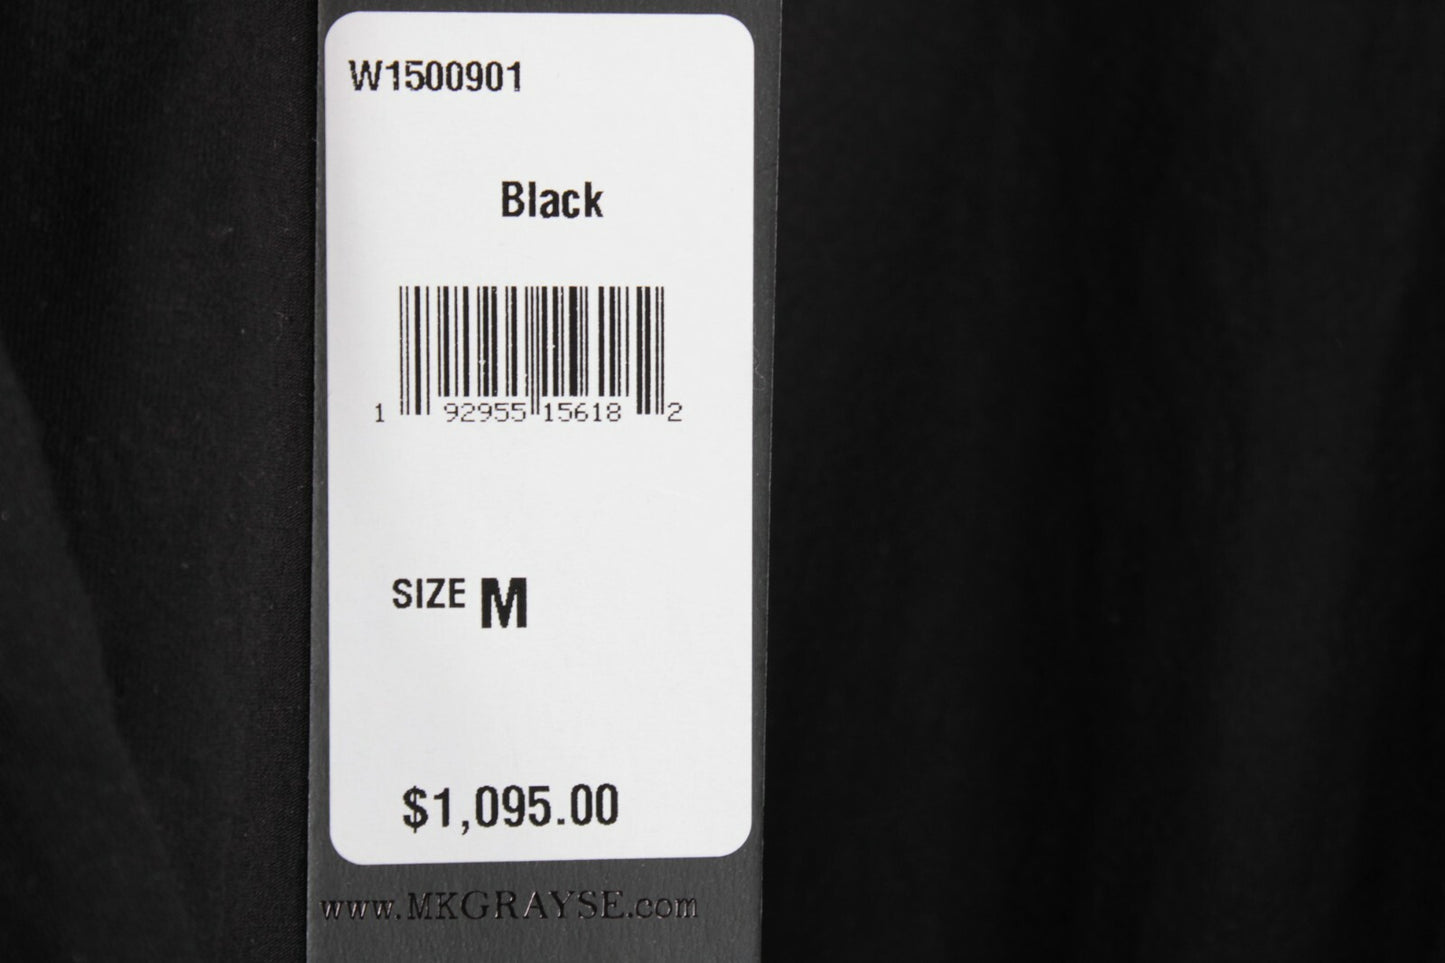 W1500901
Black
1 92955 15618 2
SIZE M
$1,095.00
www.MKGRAYSE.com